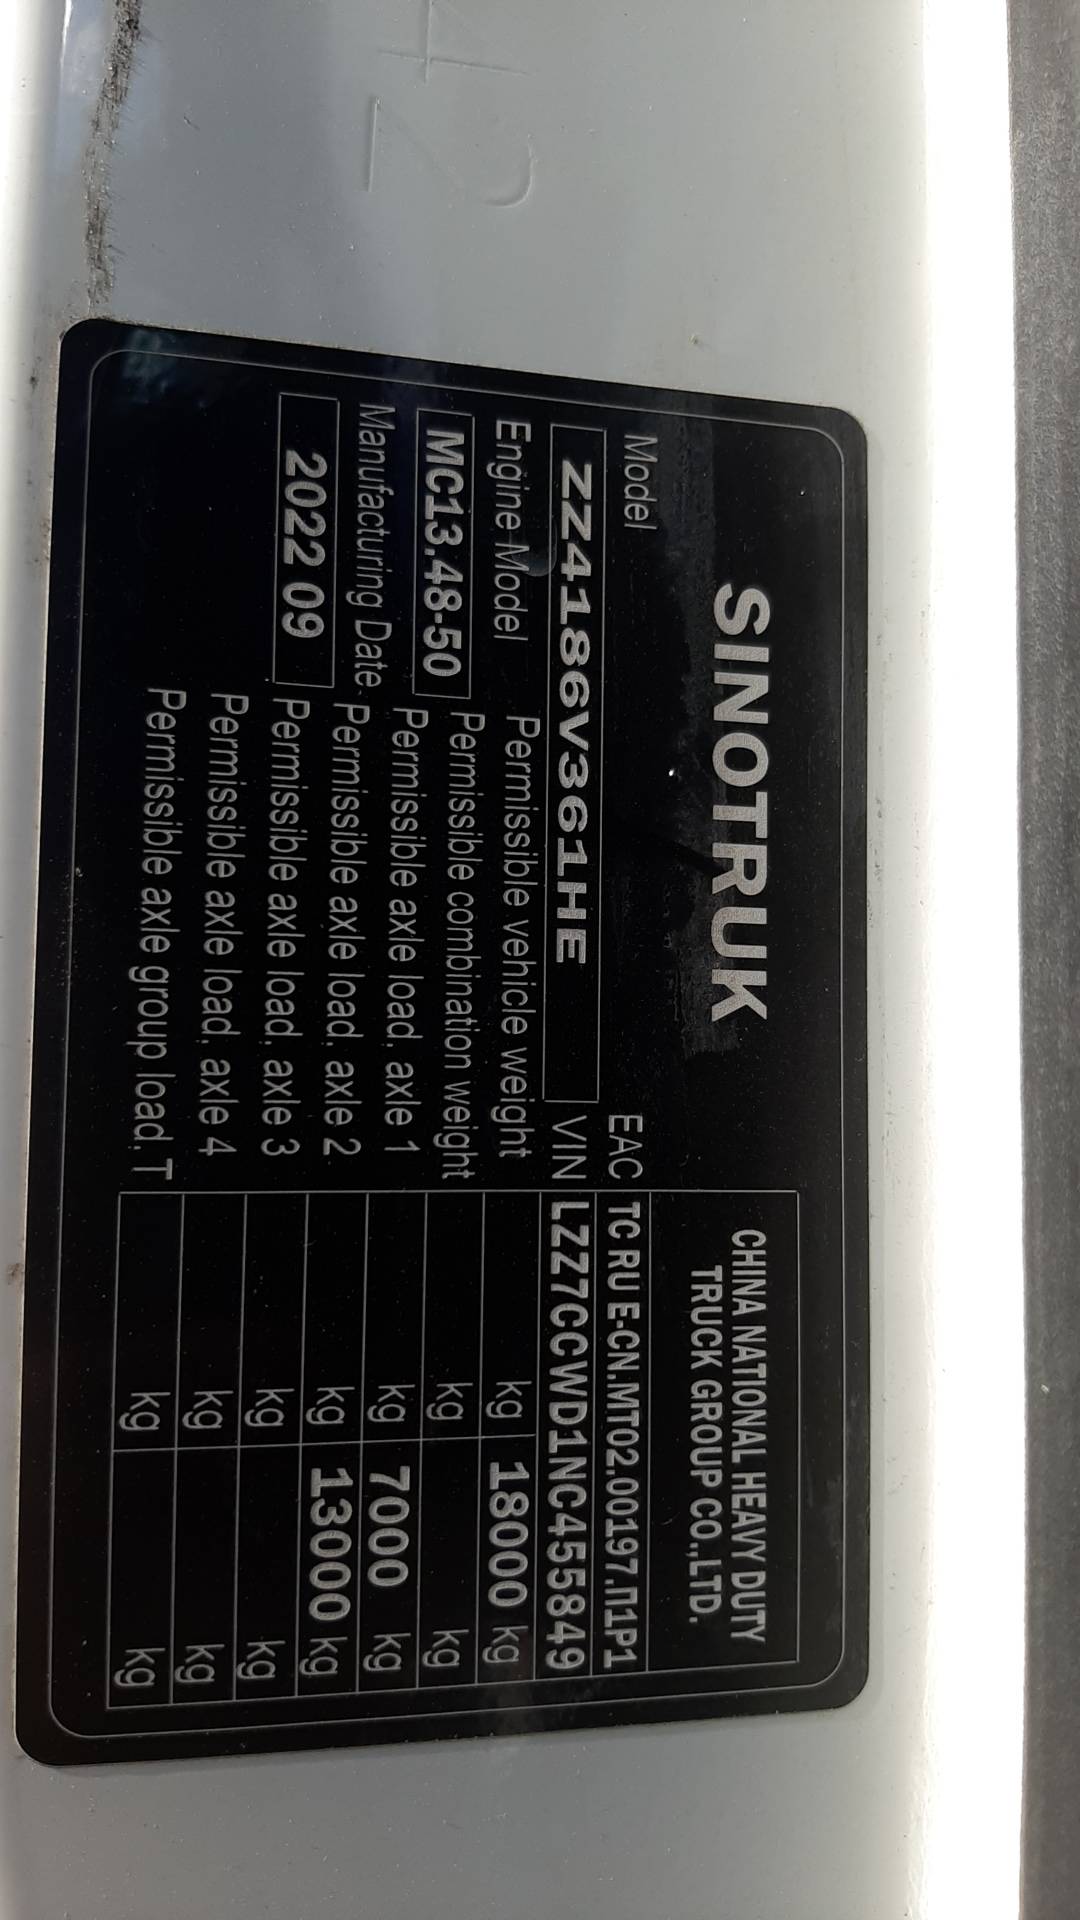 SINOTRUK
CHINA NATIONAL HEAVY DUTY
TRUCK GROUP CO.,LTD.
Model
EAC TC RU E-CN.MT02.00197.П1P1
ZZ4186V361HE
VIN LZZ7CCWD1NC455849
Engine Model
Permissible vehicle weight kg 18000 kg
MC13.48-50
Permissible combination weight kg kg
Permissible axle load, axle 1 kg 7000 kg
Manufacturing Date
Permissible axle load, axle 2 kg 13000 kg
2022 09
Permissible axle load, axle 3 kg kg
Permissible axle load, axle 4 kg kg
Permissible axle group load, T kg kg